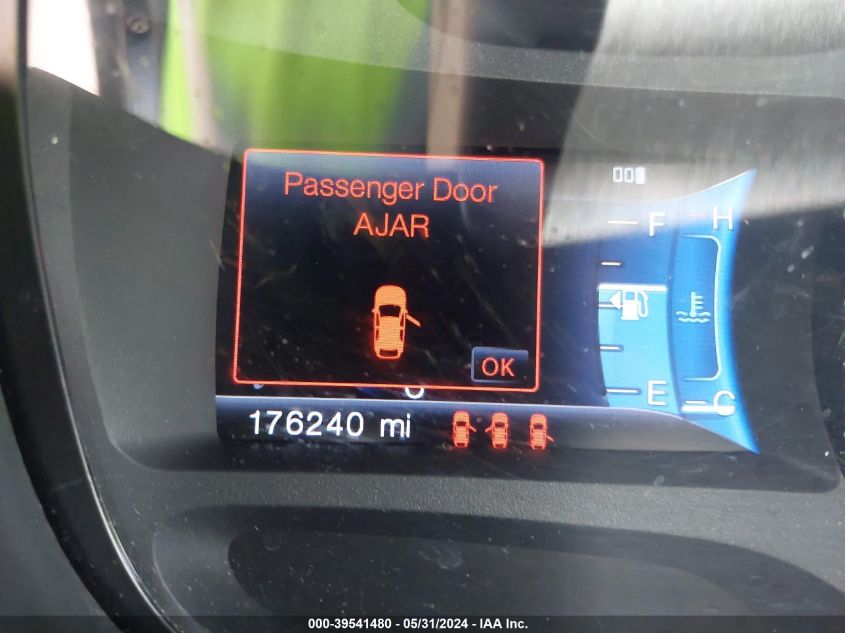 Passenger Door
AJAR
OK
F
H
E
C
176240 mi
000-39541480 - 05/31/2024 - IAA Inc.